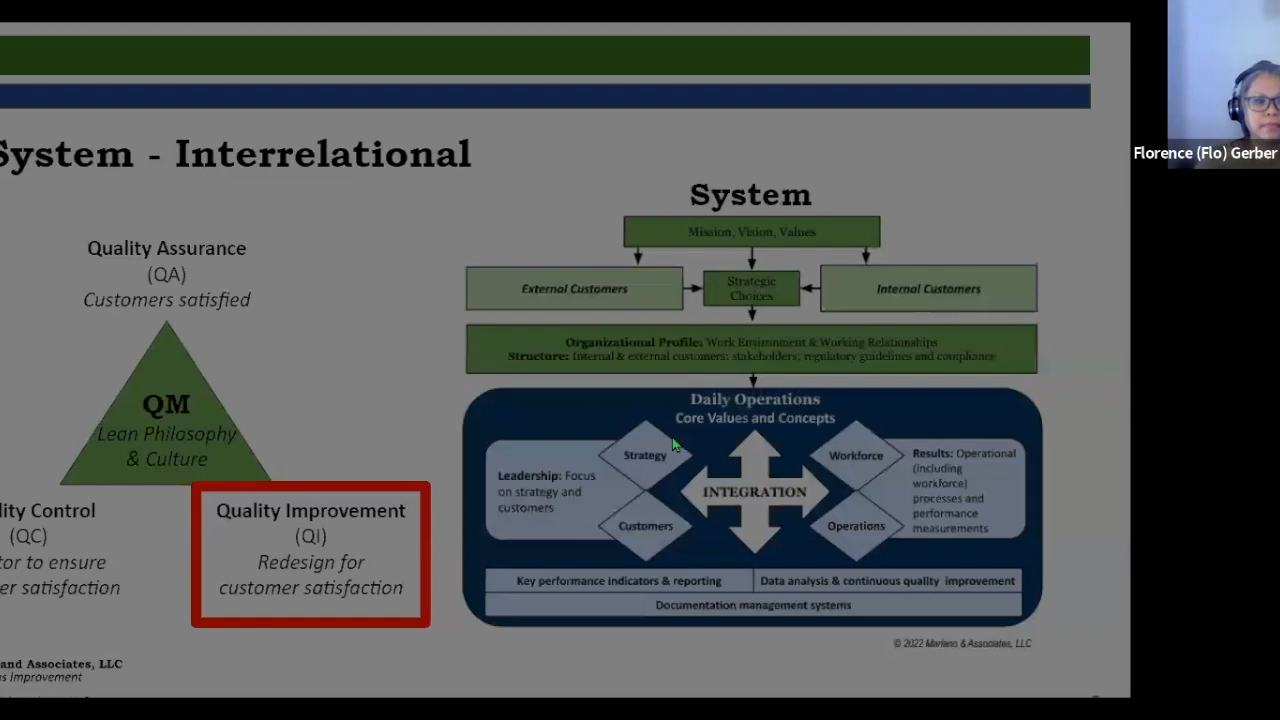 System - Interrelational
Quality Assurance
(QA)
Customers satisfied
QM
Lean Philosophy
& Culture
lity Control
(QC)
tor to ensure
er satisfaction
Quality Improvement
(QI)
Redesign for
customer satisfaction
and Associates, LLC
us Improvement
System
Mission, Vision, Values
External Customers
Strategic
Choices
Internal Customers
Organizational Profile: Work Environment & Working Relationships
Structure: Internal & external customers; stakeholders; regulatory guidelines and compliance
Daily Operations
Core Values and Concepts
Leadership: Focus
on strategy and
customers
Strategy
Customers
INTEGRATION
Workforce
Operations
Results: Operational
(including
workforce)
processes and
performance
measurements
Key performance indicators & reporting
Data analysis & continuous quality improvement
Documentation management systems
© 2022 Mariano & Associates, LLC
Florence (Flo) Gerber